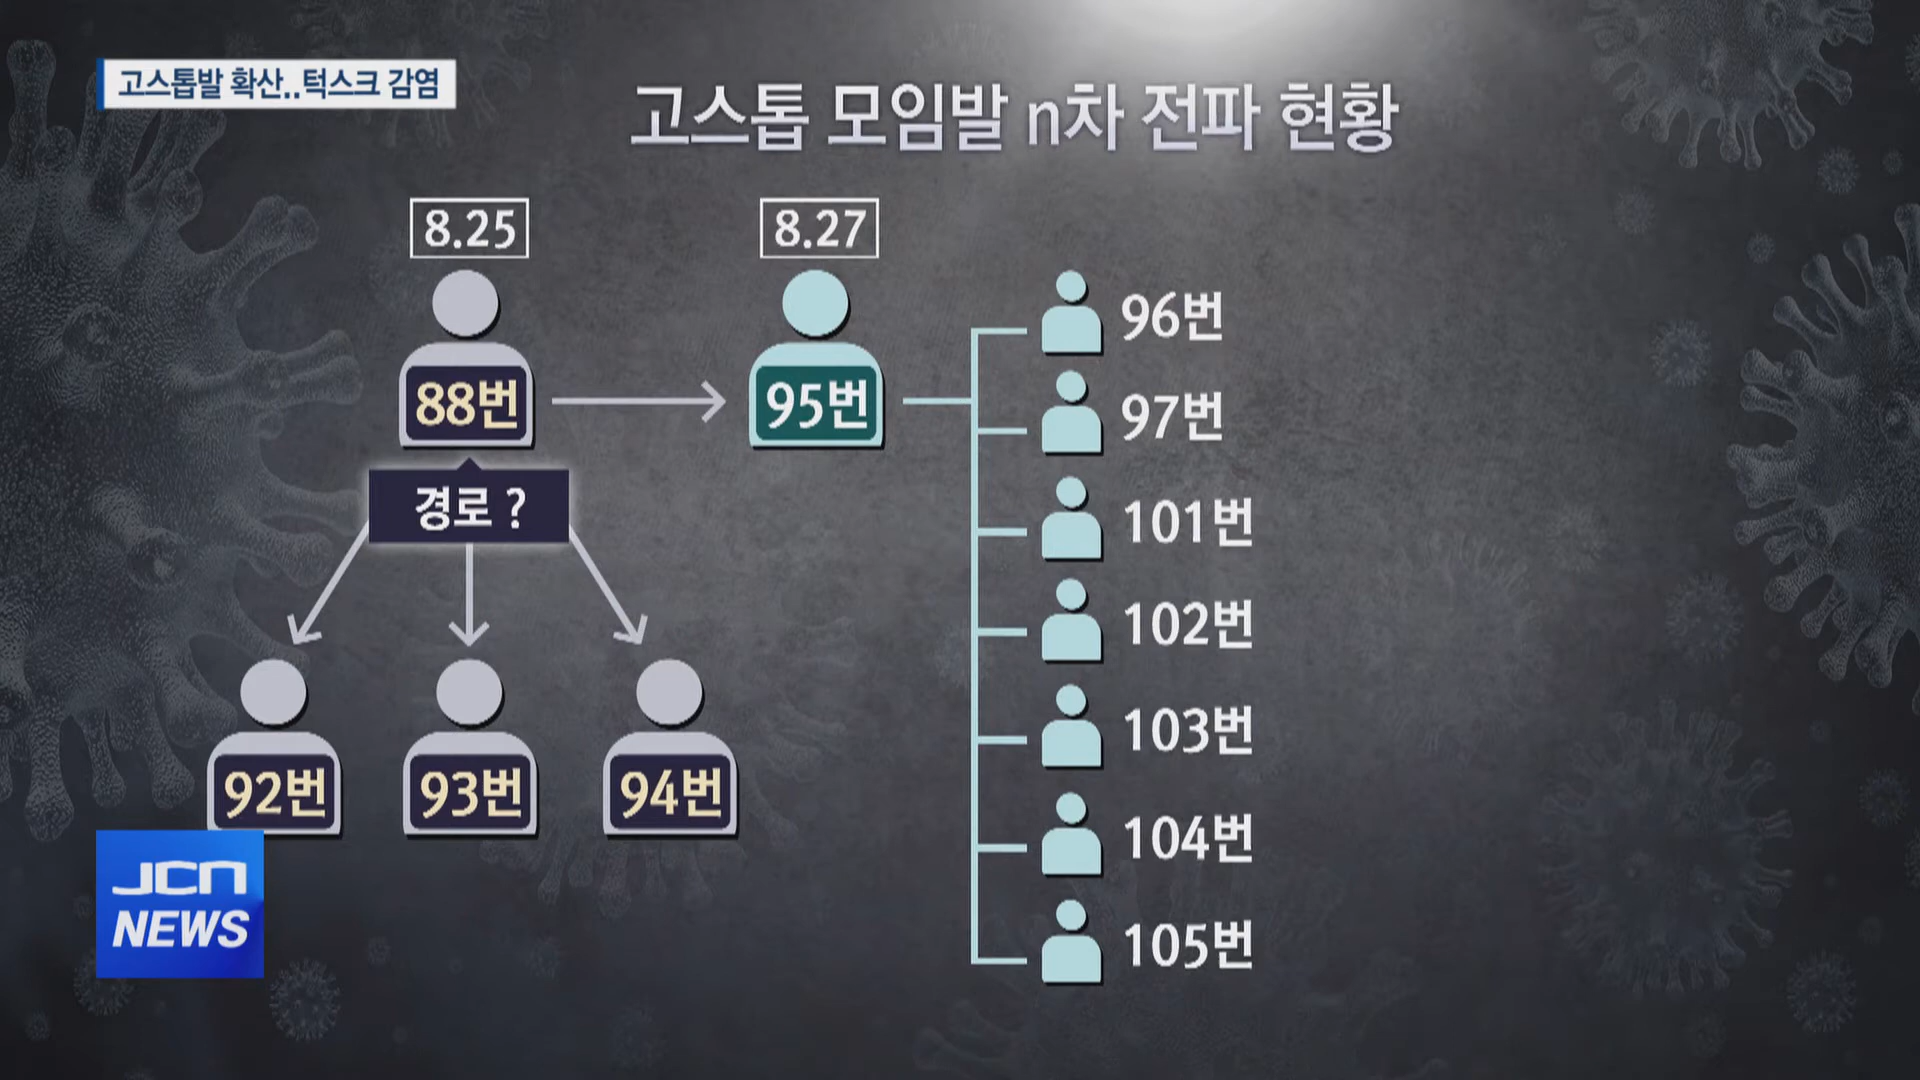 고스톱발 확산..턱스크 감염
고스톱 모임발 n차 전파 현황
8.25
8.27
88번
95번
96번
97번
101번
102번
103번
104번
105번
경로 ?
92번
93번
94번
JCN
NEWS